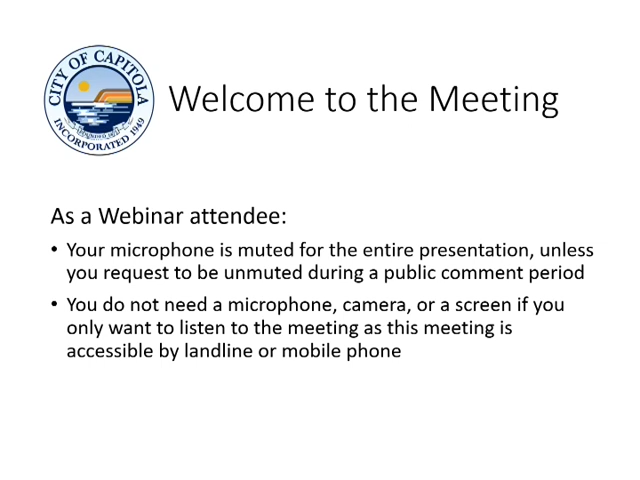 CITY OF CAPITOLA
INCORPORATED 1949
Welcome to the Meeting
As a Webinar attendee:
• Your microphone is muted for the entire presentation, unless
you request to be unmuted during a public comment period
• You do not need a microphone, camera, or a screen if you
only want to listen to the meeting as this meeting is
accessible by landline or mobile phone